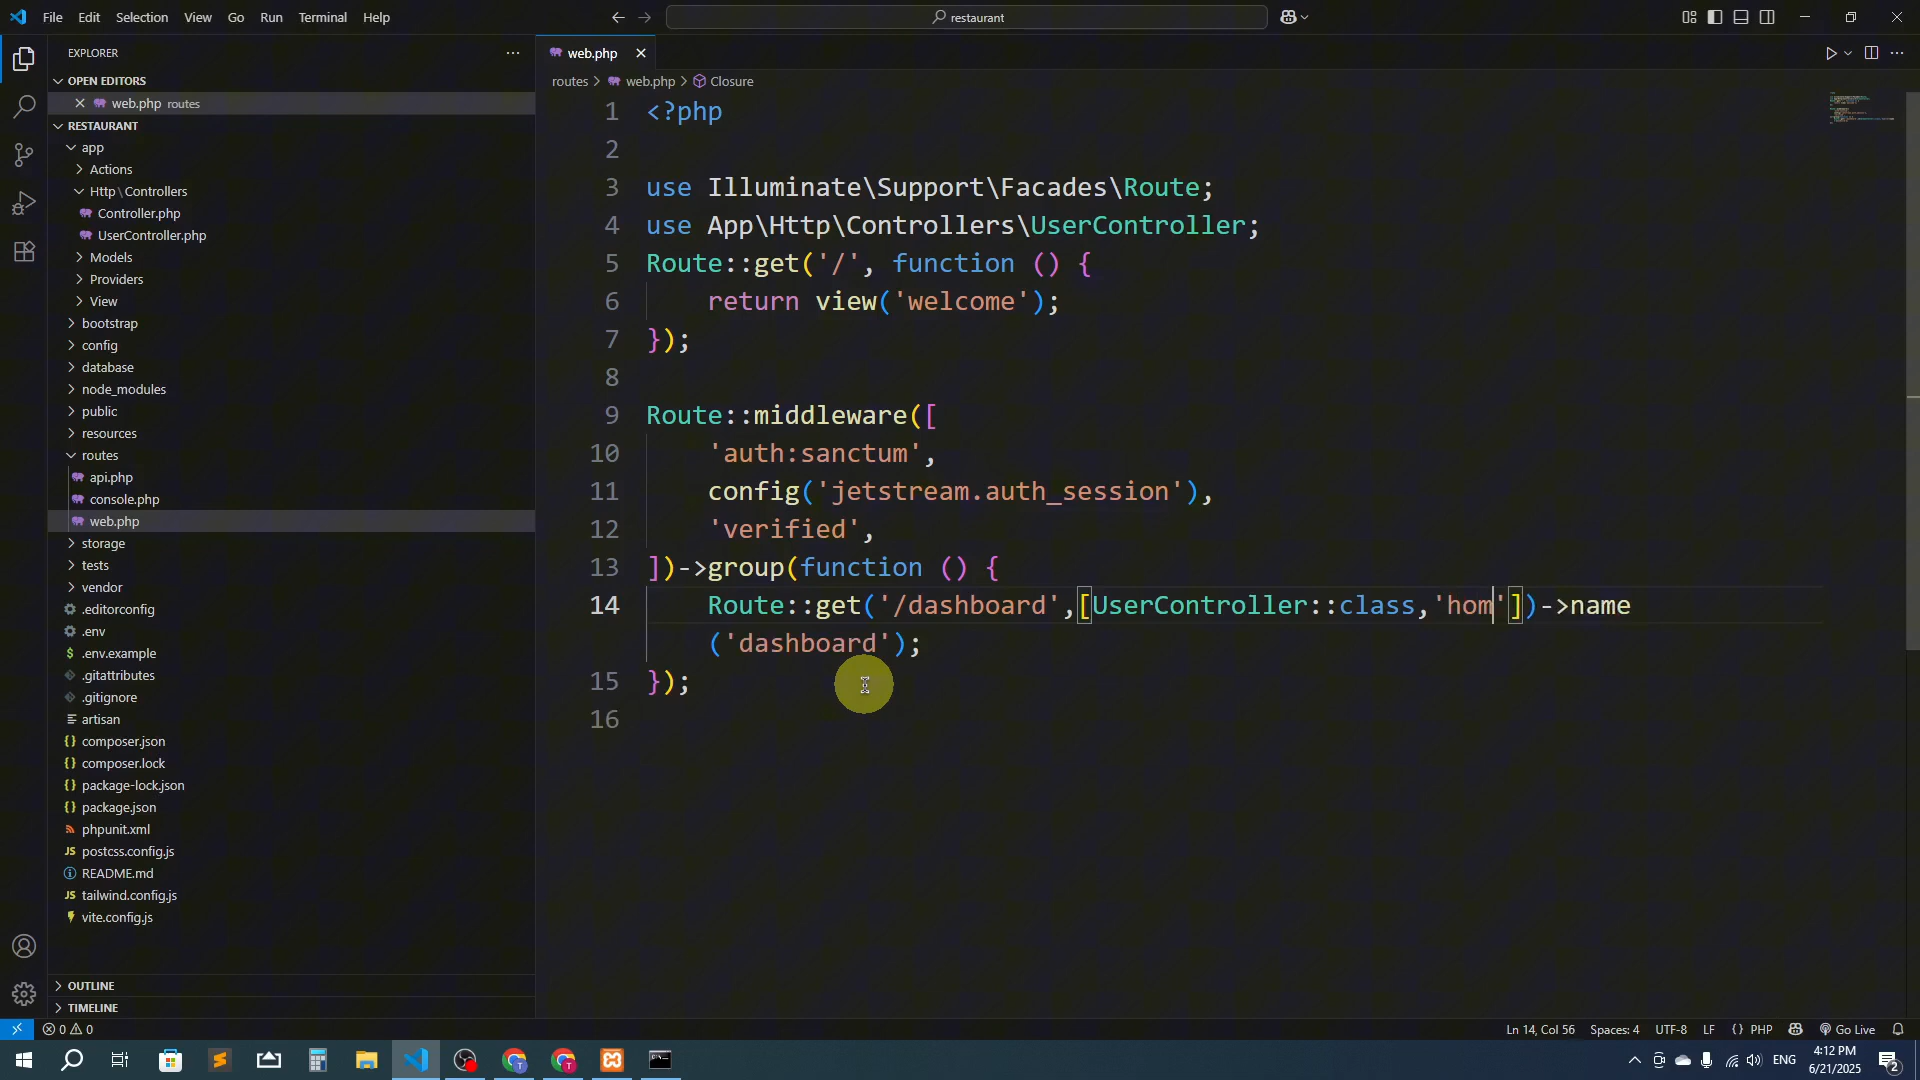 File Edit Selection View Go Run Terminal Help
restaurant
EXPLORER
OPEN EDITORS
web.php routes
RESTAURANT
app
Actions
Http\Controllers
Controller.php
UserController.php
Models
Providers
View
bootstrap
config
database
node_modules
public
resources
routes
api.php
console.php
web.php
storage
tests
vendor
.editorconfig
.env
.env.example
.gitattributes
.gitignore
artisan
composer.json
composer.lock
package-lock.json
package.json
phpunit.xml
postcss.config.js
README.md
tailwind.config.js
vite.config.js
OUTLINE
TIMELINE
web.php
routes > web.php > Closure
1 <?php
2
3 use Illuminate\Support\Facades\Route;
4 use App\Http\Controllers\UserController;
5 Route::get('/', function () {
6 return view('welcome');
7 });
8
9 Route::middleware([
10 'auth:sanctum',
11 config('jetstream.auth_session'),
12 'verified',
13 ])->group(function () {
14 Route::get('/dashboard',[UserController::class,'hom'])->name
('dashboard');
15 });
16
0 0
Ln 14, Col 56 Spaces: 4 UTF-8 LF {} PHP Go Live
ENG
4:12 PM
6/21/2025
2